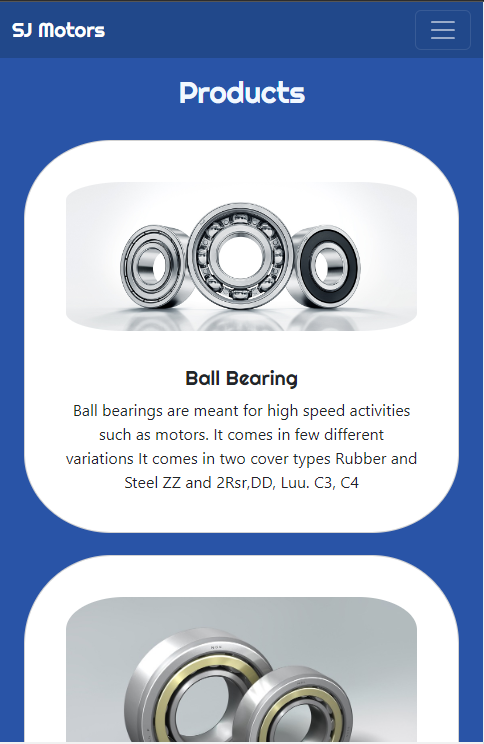 SJ Motors
Products
Ball Bearing
Ball bearings are meant for high speed activities
such as motors. It comes in few different
variations It comes in two cover types Rubber and
Steel ZZ and 2Rsr,DD, Luu. C3, C4